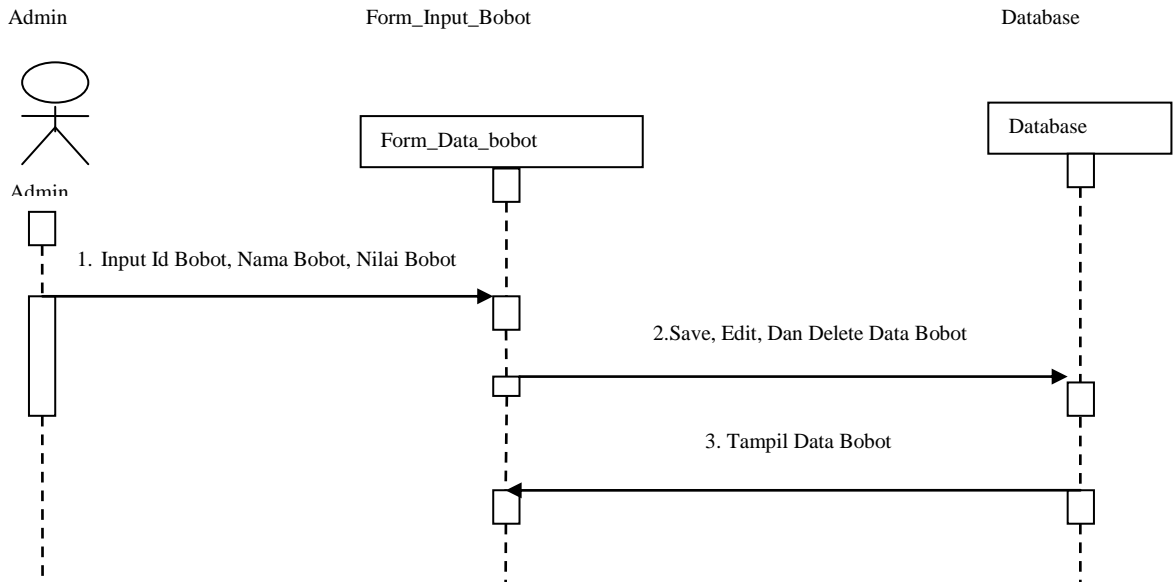 Admin
Form_Input_Bobot
Database
Form_Data_bobot
Database
Admin
1. Input Id Bobot, Nama Bobot, Nilai Bobot
2.Save, Edit, Dan Delete Data Bobot
3. Tampil Data Bobot